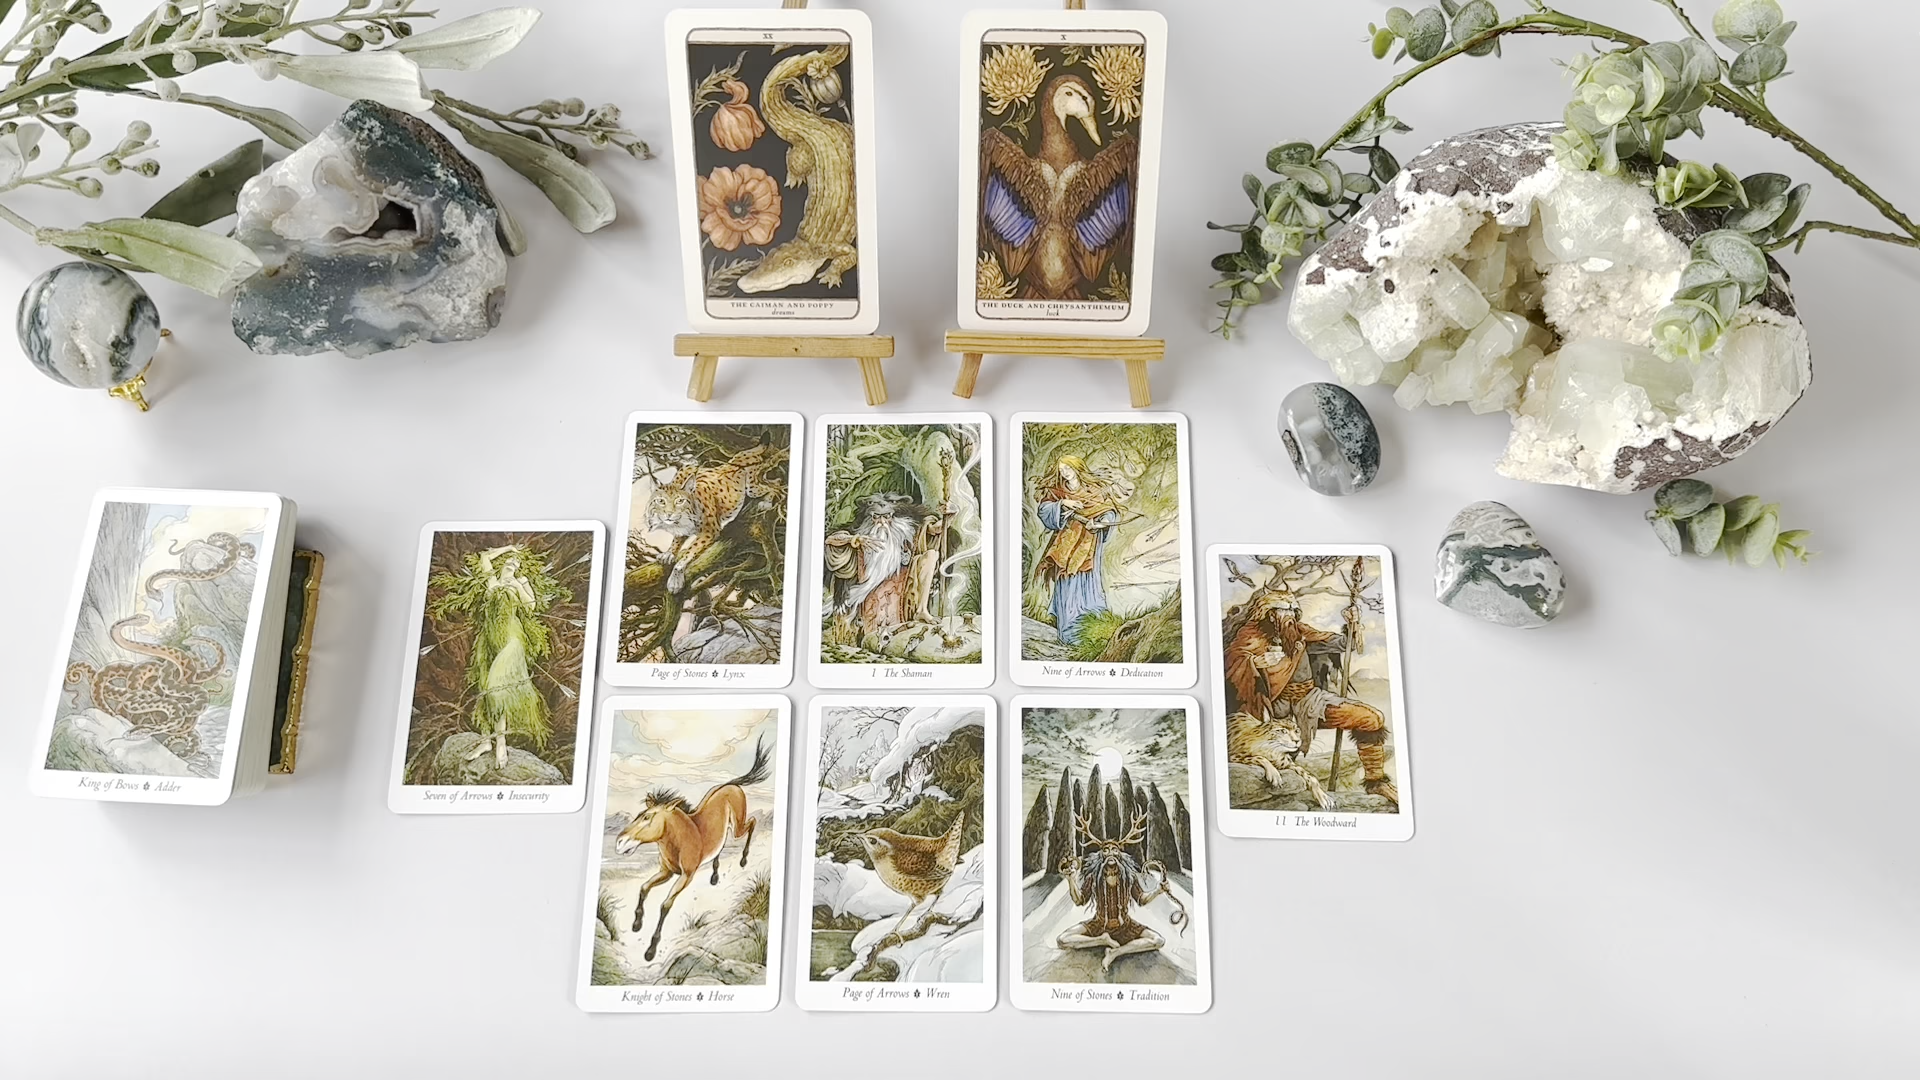 XX
THE CAIMAN AND POPPY
dreams
X
THE DUCK AND CHRYSANTHEMUM
luck
King of Bows Adder
Seven of Arrows Insecurity
Page of Stones Lynx
1 The Shaman
Nine of Arrows Dedication
11 The Woodward
Knight of Stones Horse
Page of Arrows Wren
Nine of Stones Tradition